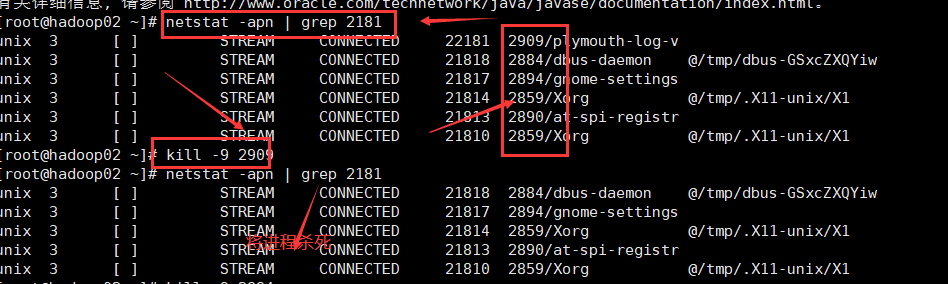 有关详细信息, 请参阅 http://www.oracle.com/technetwork/java/javase/documentation/index.html。
[root@hadoop02 ~]# netstat -apn | grep 2181
unix 3 [ ] STREAM CONNECTED 22181 2909/plymouth-log-v
unix 3 [ ] STREAM CONNECTED 21818 2884/dbus-daemon @/tmp/dbus-GSxcZXQYiw
unix 3 [ ] STREAM CONNECTED 21817 2894/gnome-settings
unix 3 [ ] STREAM CONNECTED 21814 2859/Xorg @/tmp/.X11-unix/X1
unix 3 [ ] STREAM CONNECTED 21813 2890/at-spi-registr
unix 3 [ ] STREAM CONNECTED 21810 2859/Xorg @/tmp/.X11-unix/X1
[root@hadoop02 ~]# kill -9 2909
[root@hadoop02 ~]# netstat -apn | grep 2181
unix 3 [ ] STREAM CONNECTED 21818 2884/dbus-daemon @/tmp/dbus-GSxcZXQYiw
unix 3 [ ] STREAM CONNECTED 21817 2894/gnome-settings
unix 3 [ ] STREAM CONNECTED 21814 2859/Xorg @/tmp/.X11-unix/X1
将进程杀死
unix 3 [ ] STREAM CONNECTED 21813 2890/at-spi-registr
unix 3 [ ] STREAM CONNECTED 21810 2859/Xorg @/tmp/.X11-unix/X1